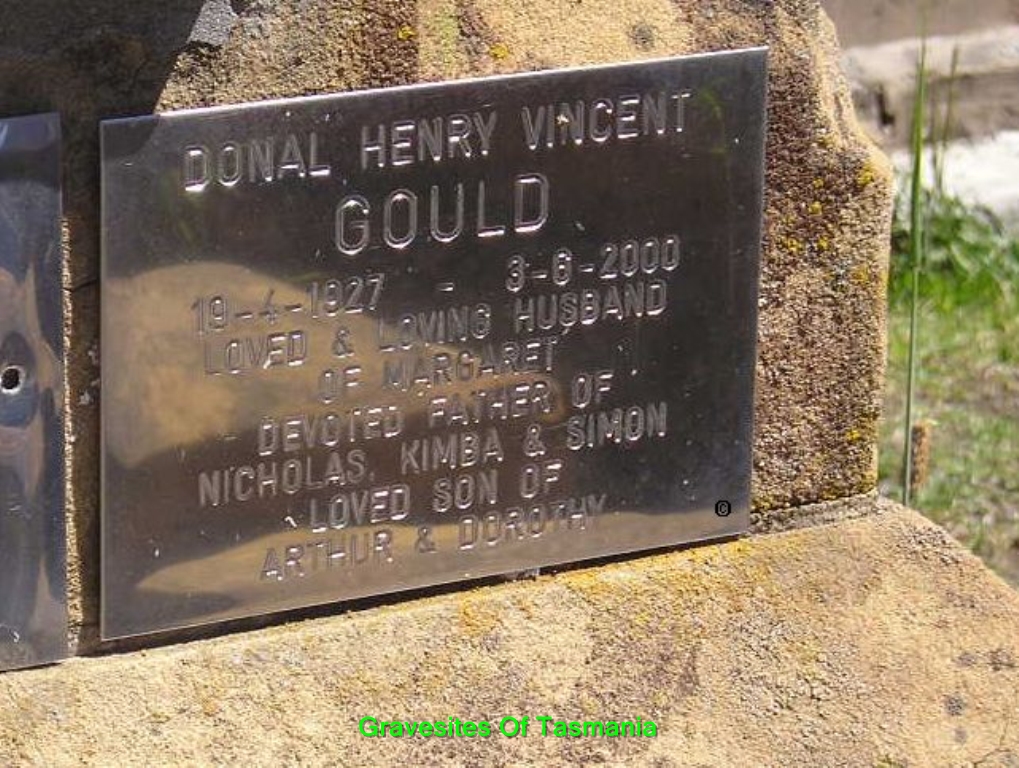 DONAL HENRY VINCENT
GOULD
19-4-1927 - 3-6-2000
LOVED & LOVING HUSBAND
OF MARGARET
DEVOTED FATHER OF
NICHOLAS, KIMBA & SIMON
LOVED SON OF
ARTHUR & DOROTHY
©
Gravesites Of Tasmania